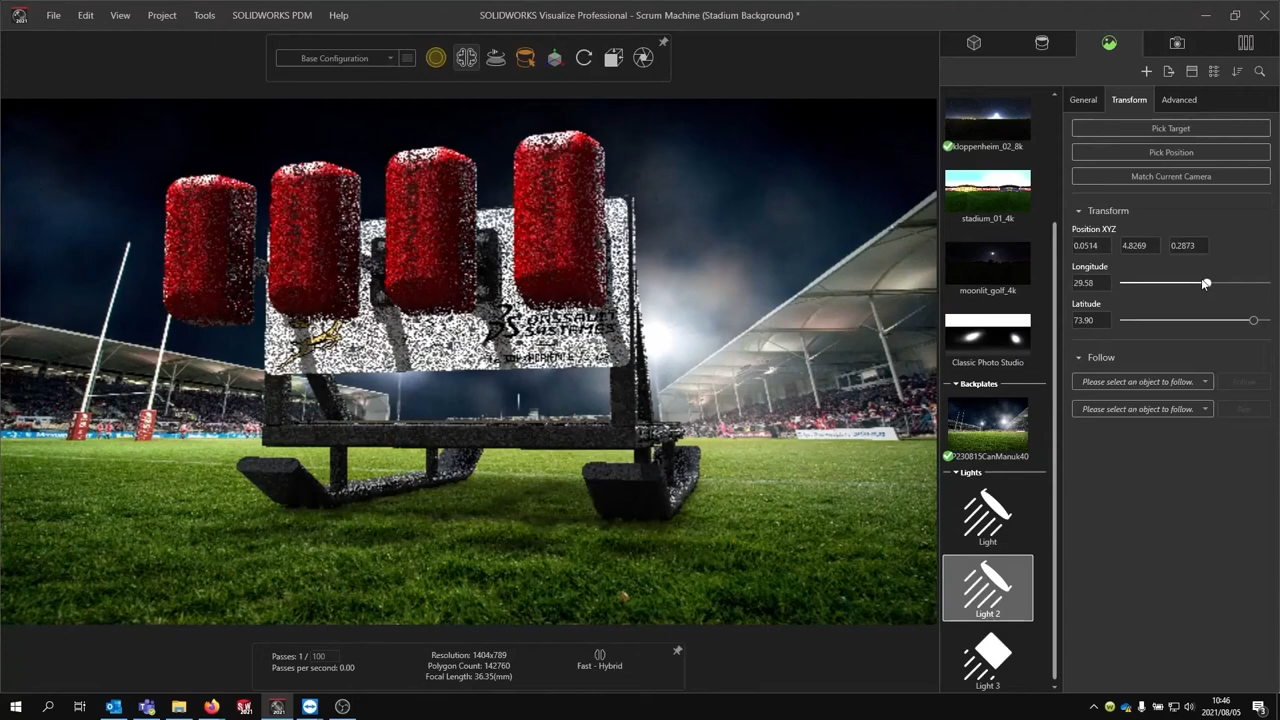 File Edit View Project Tools SOLIDWORKS PDM Help
SOLIDWORKS Visualize Professional - Scrum Machine (Stadium Background) *
2021
Base Configuration
General Transform Advanced
Pick Target
Pick Position
Match Current Camera
Transform
Position XYZ
0.0514 4.8269 0.2873
Longitude
29.58
Latitude
73.90
Follow
Please select an object to follow.
Please select an object to follow.
doppenheim_02_8k
stadium_01_4k
moonlit_golf_4k
Classic Photo Studio
Backplates
P230815CanManuk40
Lights
Light
Light 2
Light 3
DASSAULT
SYSTEMES
Passes: 1 / 100
Passes per second: 0.00
Resolution: 1404x789
Polygon Count: 142760
Focal Length: 36.35(mm)
Fast - Hybrid
10:46
2021/08/05